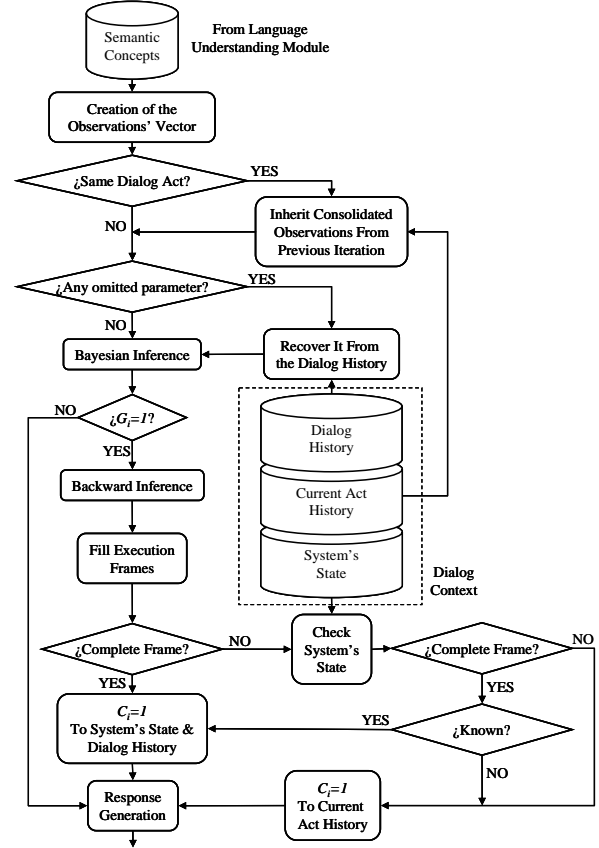 Semantic
Concepts
From Language
Understanding Module
Creation of the
Observations' Vector
¿Same Dialog Act?
YES
NO
Inherit Consolidated
Observations From
Previous Iteration
¿Any omitted parameter?
YES
NO
Recover It From
the Dialog History
Bayesian Inference
NO
¿Gi=1?
YES
Dialog
History
Backward Inference
Current Act
History
Fill Execution
Frames
System's
State
Dialog
Context
¿Complete Frame?
NO
YES
Check
System's
State
¿Complete Frame?
NO
YES
Ci=1
To System's State &
Dialog History
YES
¿Known?
NO
Response
Generation
Ci=1
To Current
Act History